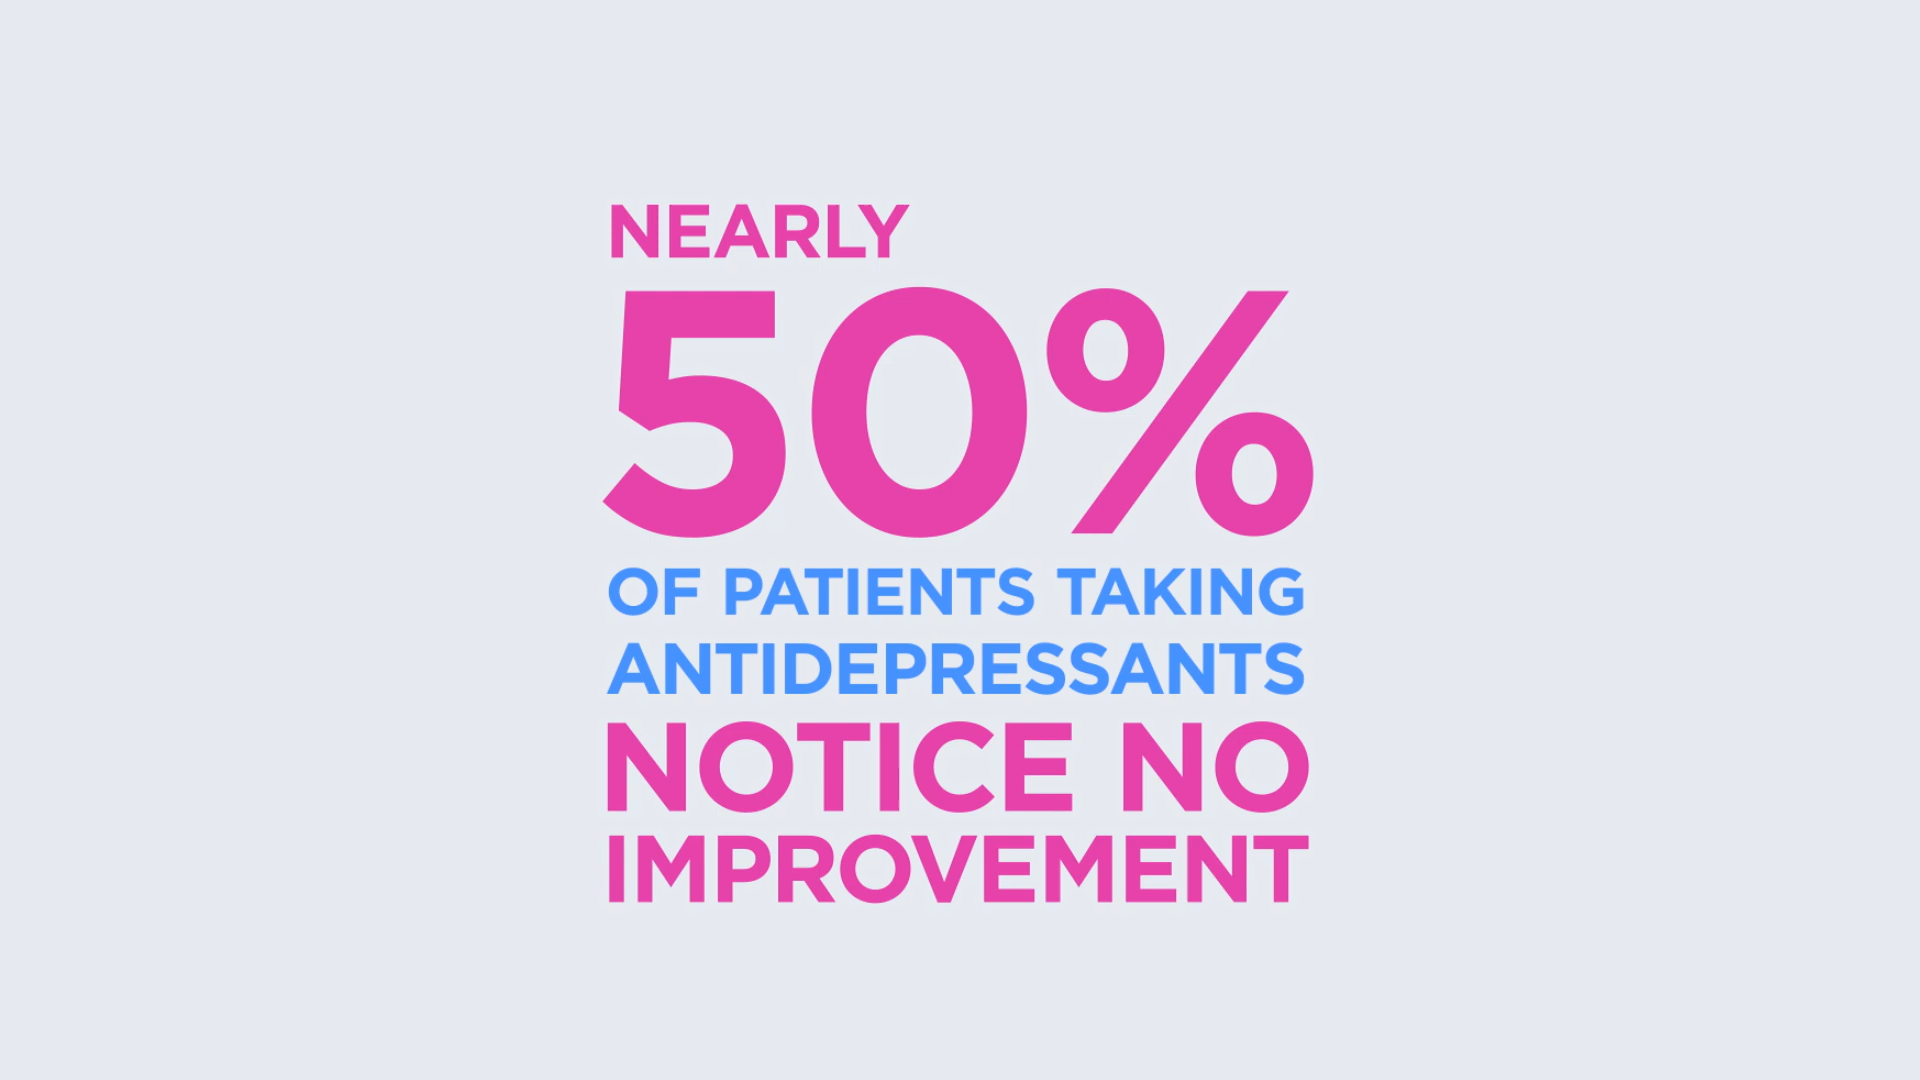 NEARLY
50%
OF PATIENTS TAKING
ANTIDEPRESSANTS
NOTICE NO
IMPROVEMENT